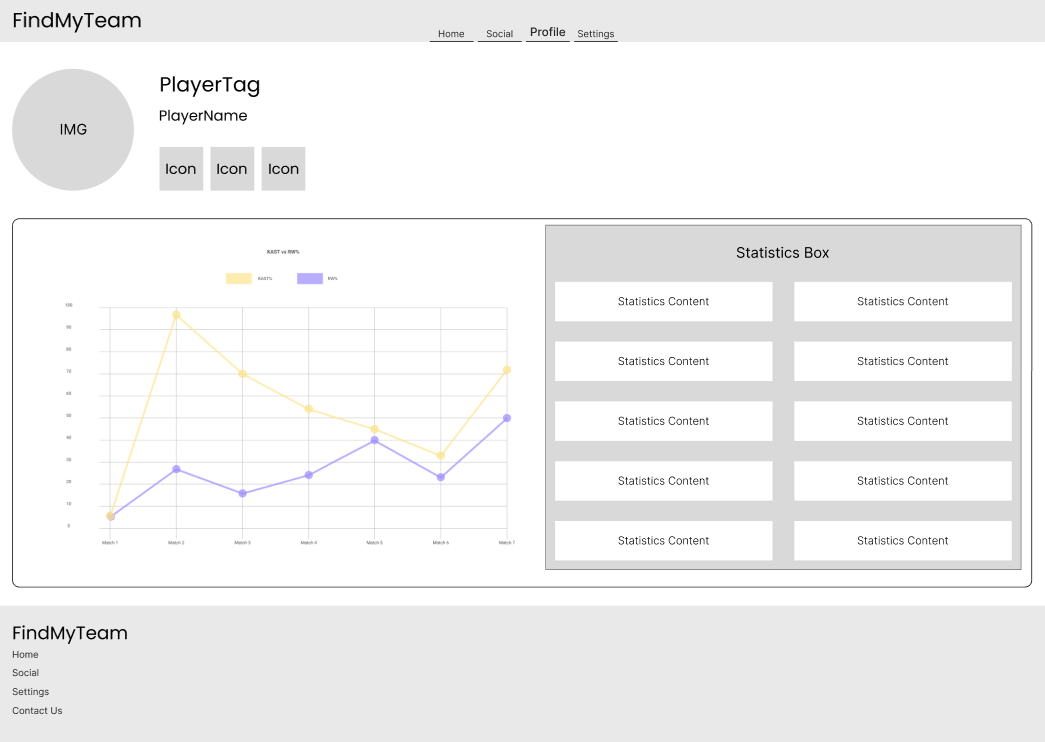 FindMyTeam
Home Social Profile Settings
IMG
PlayerTag
PlayerName
Icon Icon Icon
KAST vs RW%
KAST% RW%
100
90
80
70
60
50
40
30
20
10
0
Match 1 Match 2 Match 3 Match 4 Match 5 Match 6 Match 7
Statistics Box
Statistics Content Statistics Content
Statistics Content Statistics Content
Statistics Content Statistics Content
Statistics Content Statistics Content
Statistics Content Statistics Content
FindMyTeam
Home
Social
Settings
Contact Us